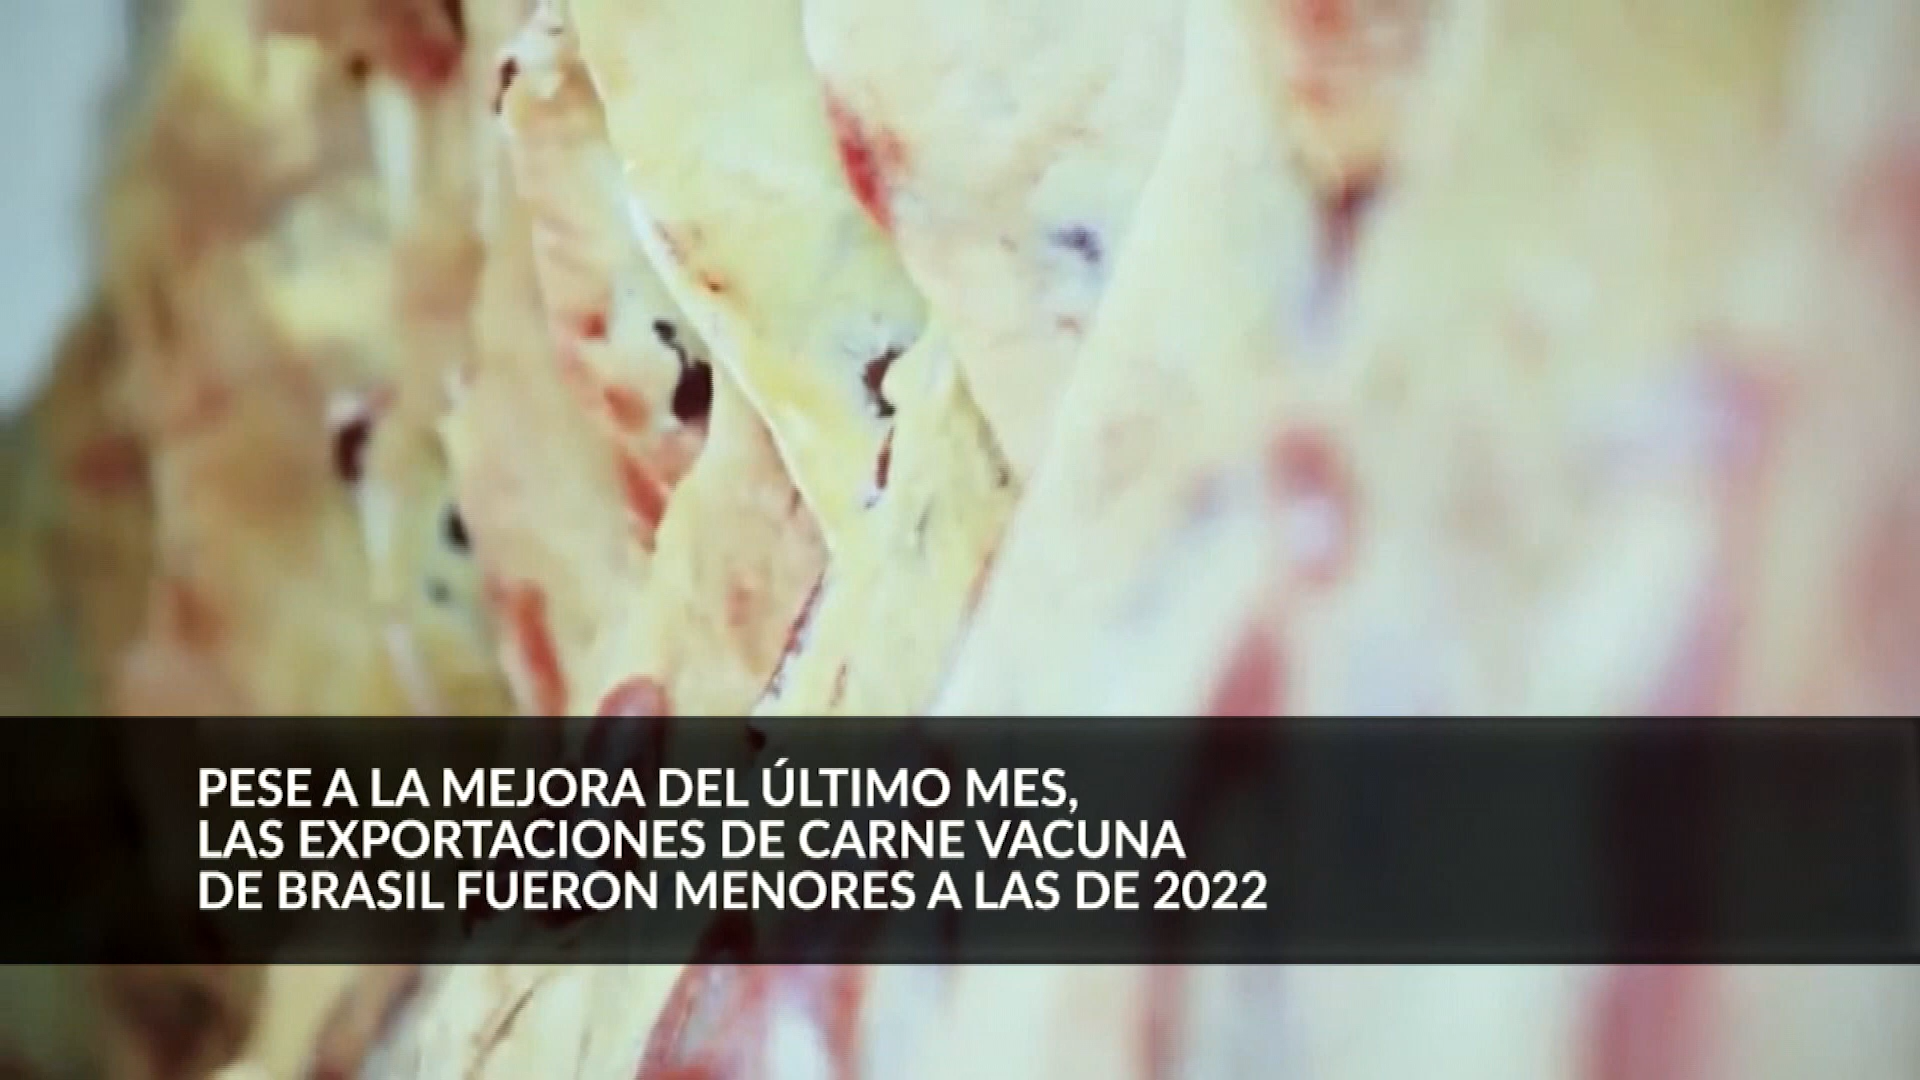 PESE A LA MEJORA DEL ÚLTIMO MES,
LAS EXPORTACIONES DE CARNE VACUNA
DE BRASIL FUERON MENORES A LAS DE 2022